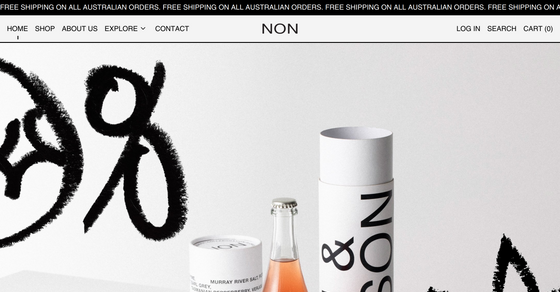 FREE SHIPPING ON ALL AUSTRALIAN ORDERS. FREE SHIPPING ON ALL AUSTRALIAN ORDERS. FREE SHIPPING ON ALL AUSTRALIAN ORDERS. FREE SHIPPING ON A
HOME SHOP ABOUT US EXPLORE CONTACT NON LOG IN SEARCH CART (0)
%
NON
MURRAY RIVER SALT
EARL GREY
&
SON